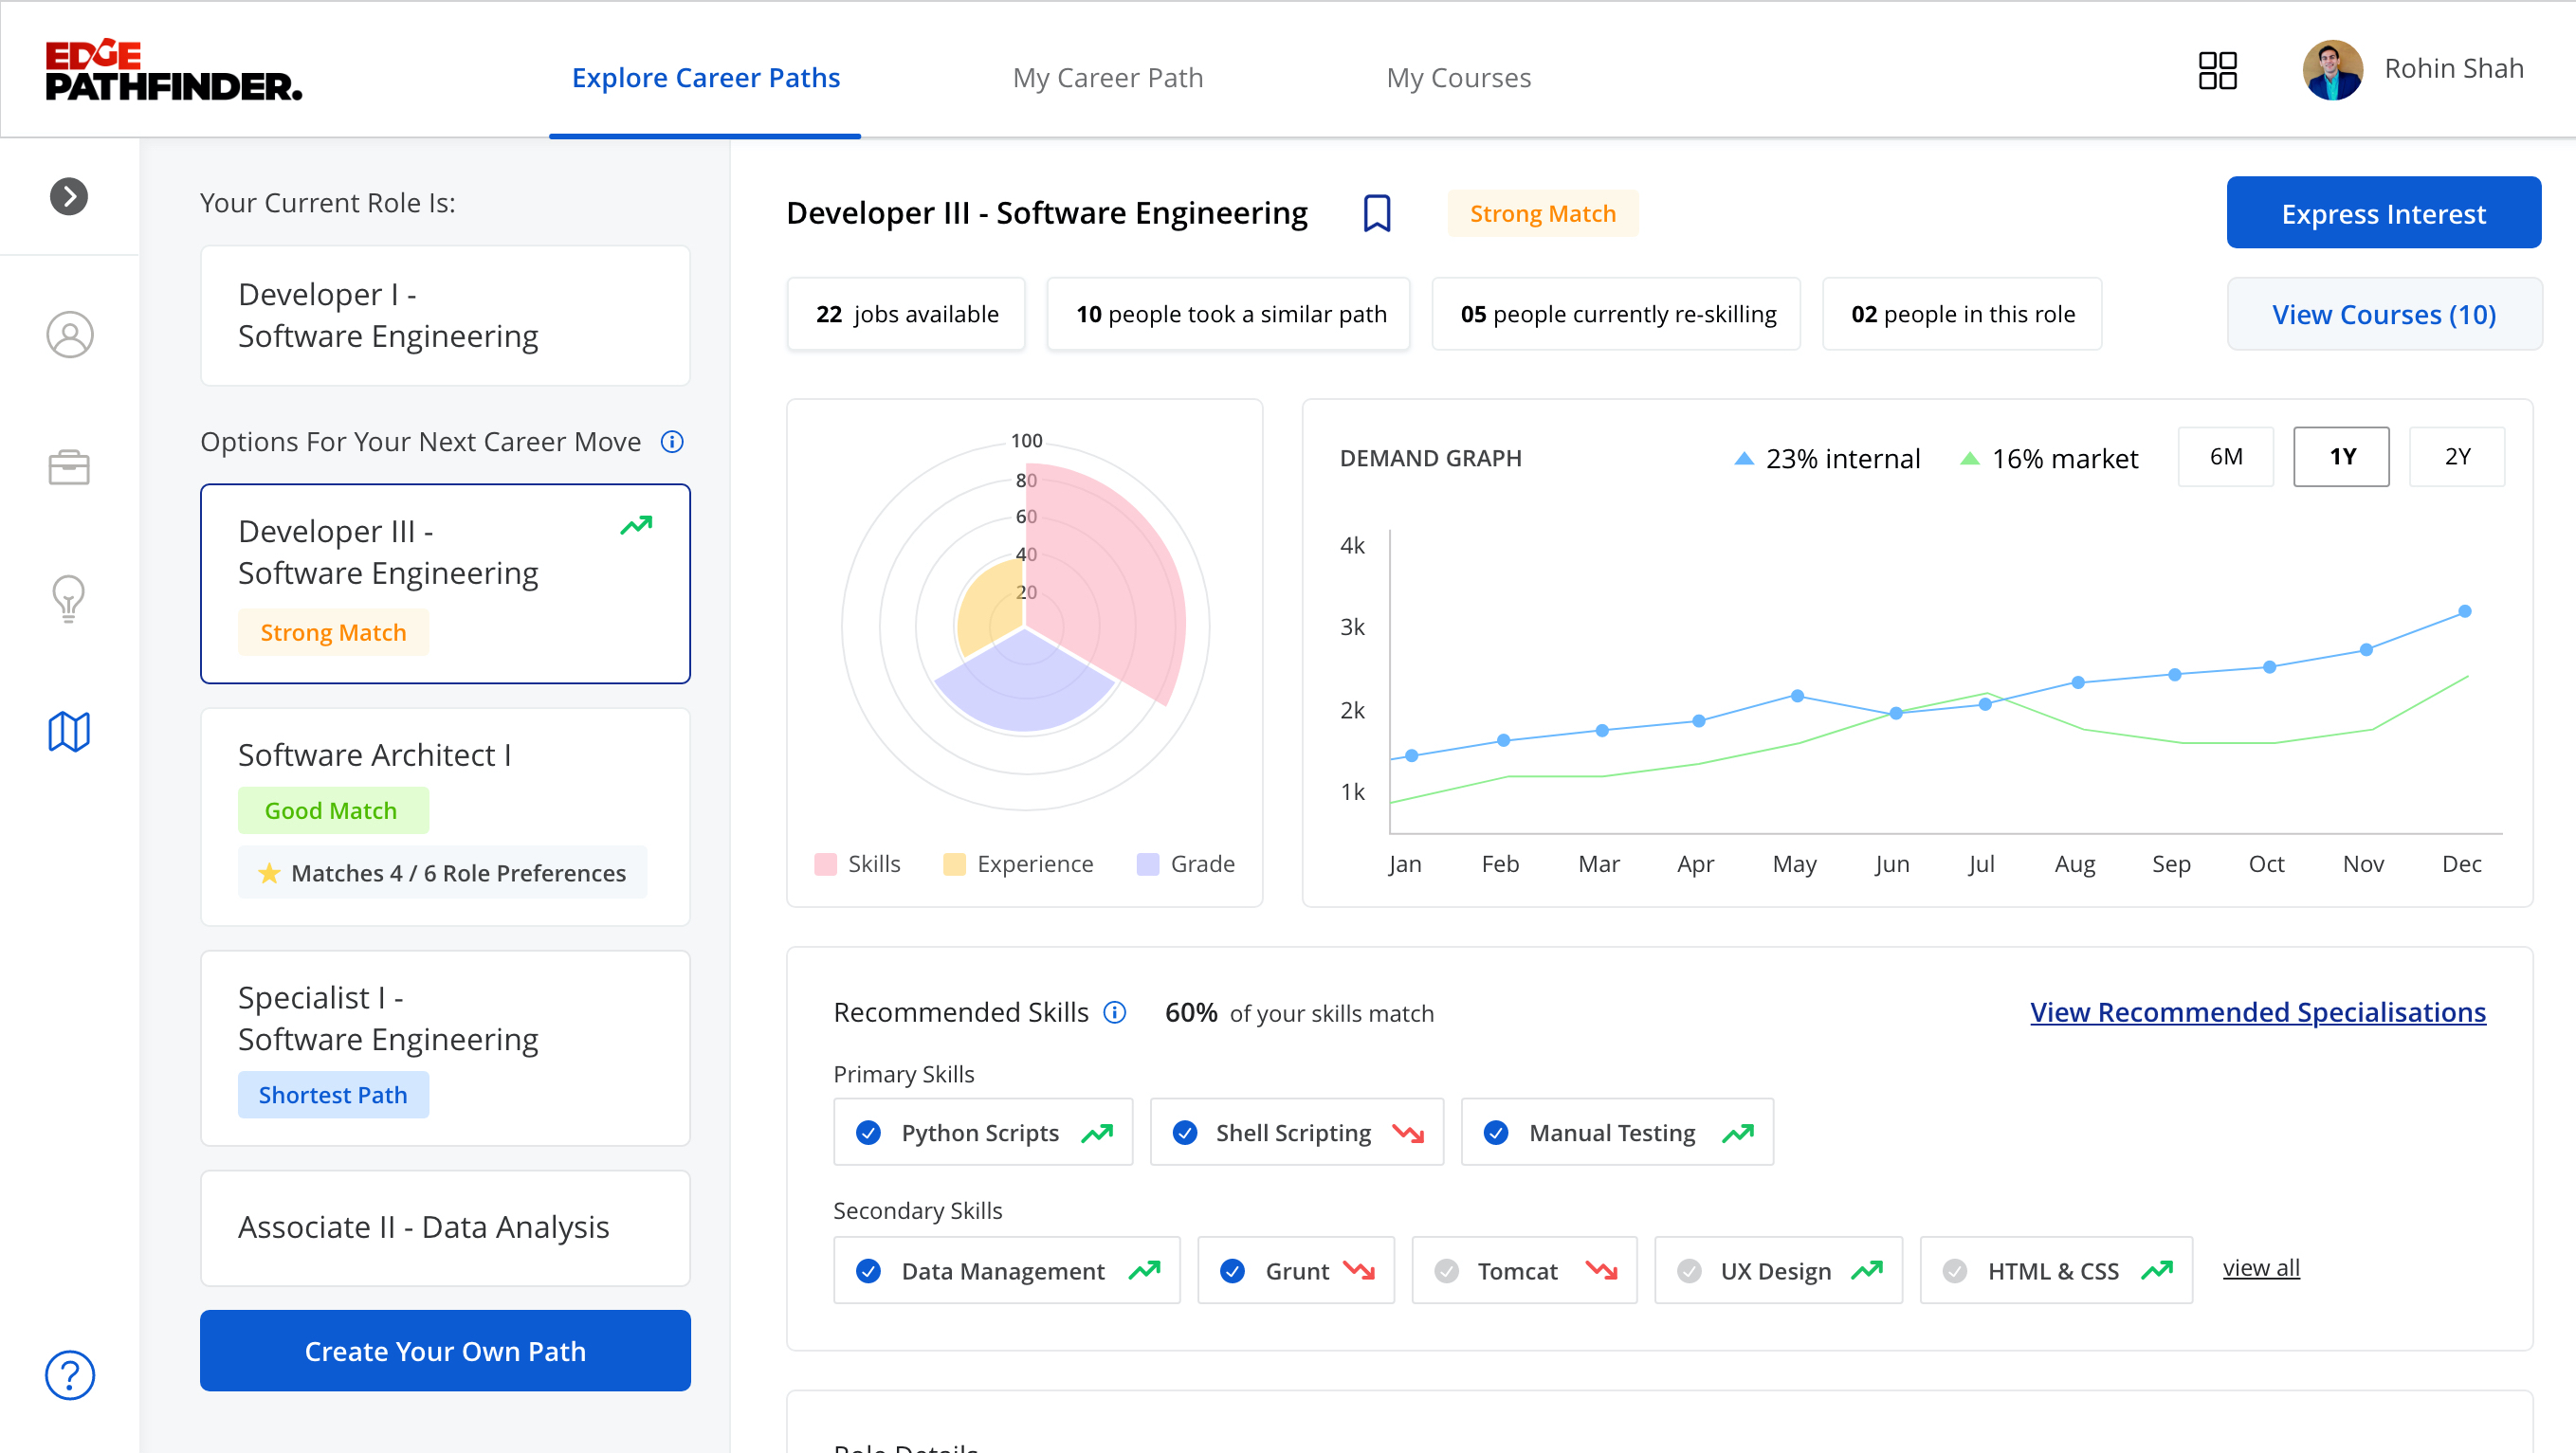 EDGE
PATHFINDER.
Explore Career Paths
My Career Path
My Courses
Rohin Shah
Your Current Role Is:
Developer I -
Software Engineering
Options For Your Next Career Move
Developer III -
Software Engineering
Strong Match
Software Architect I
Good Match
Matches 4 / 6 Role Preferences
Specialist I -
Software Engineering
Shortest Path
Associate II - Data Analysis
Create Your Own Path
Developer III - Software Engineering
Strong Match
Express Interest
22 jobs available
10 people took a similar path
05 people currently re-skilling
02 people in this role
View Courses (10)
100
80
60
40
20
Skills
Experience
Grade
DEMAND GRAPH
23% internal
16% market
6M
1Y
2Y
4k
3k
2k
1k
Jan
Feb
Mar
Apr
May
Jun
Jul
Aug
Sep
Oct
Nov
Dec
Recommended Skills
60% of your skills match
View Recommended Specialisations
Primary Skills
Python Scripts
Shell Scripting
Manual Testing
Secondary Skills
Data Management
Grunt
Tomcat
UX Design
HTML & CSS
view all
Role Details